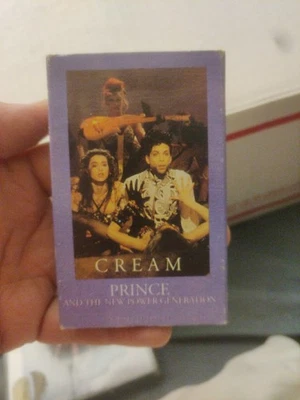 CREAM
PRINCE
AND THE NEW POWER GENERATION